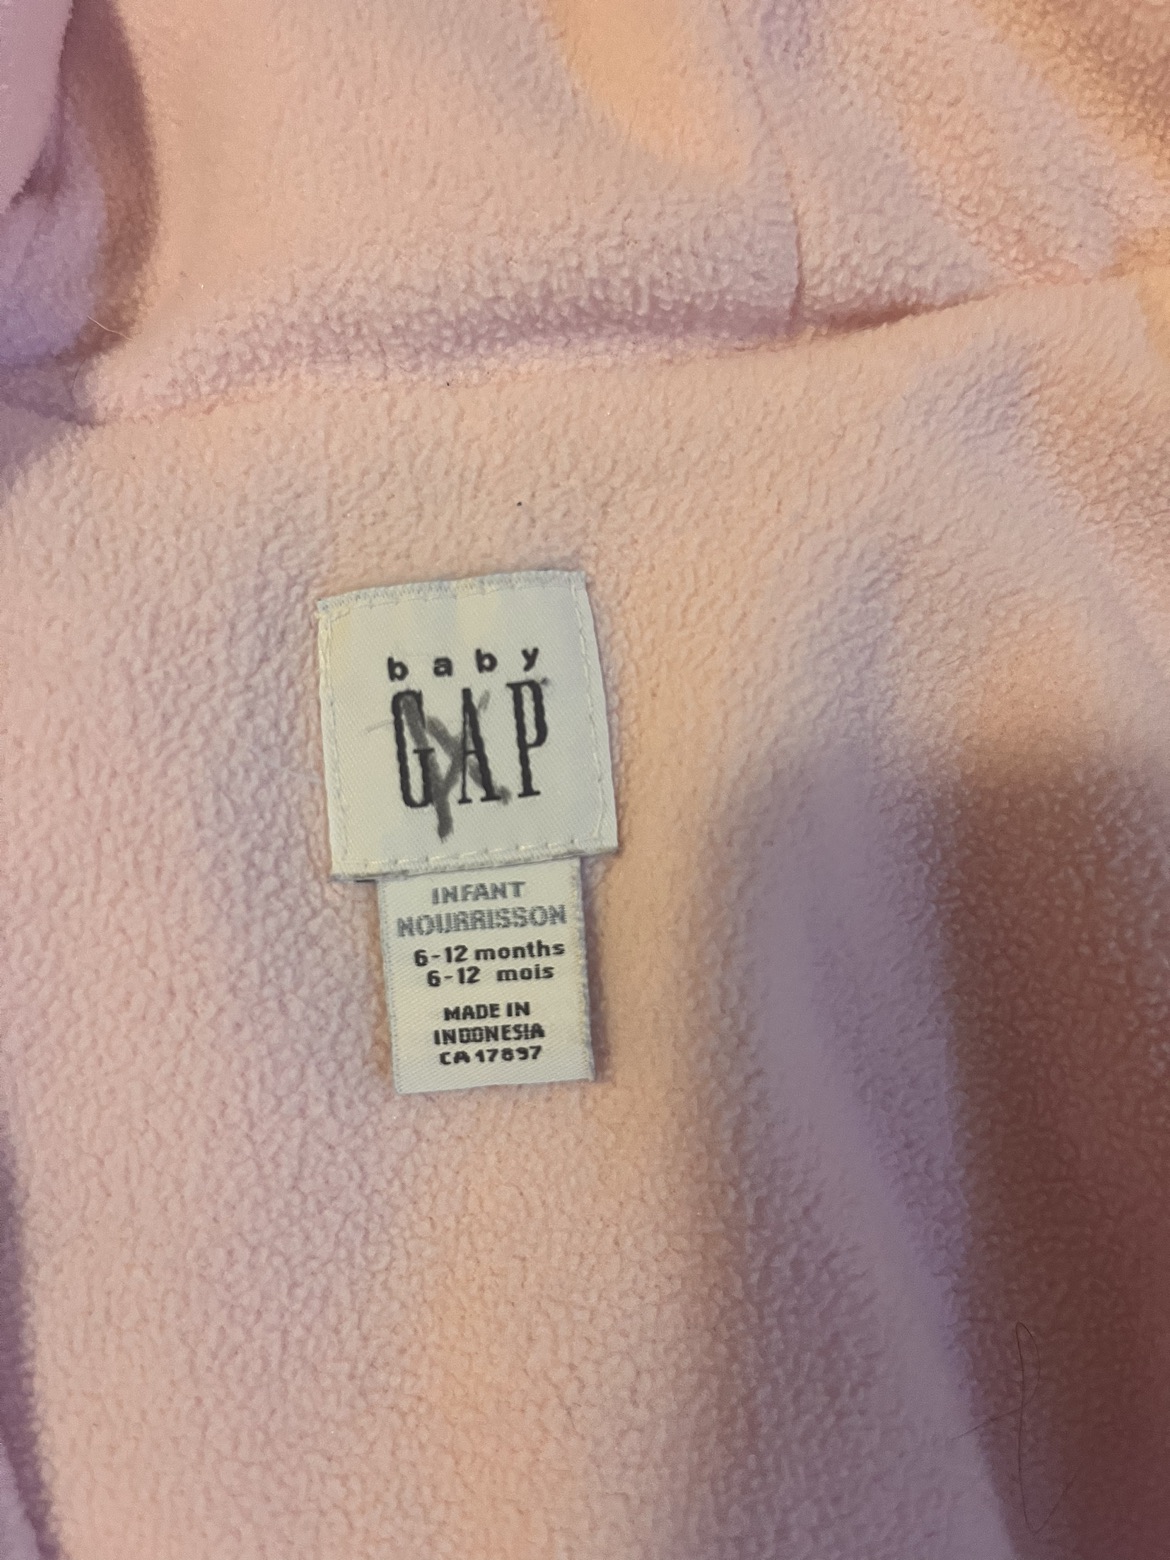 baby
GAP
INFANT
NOURRISSON
6-12 months
6-12 mois
MADE IN
INDONESIA
CA 17897